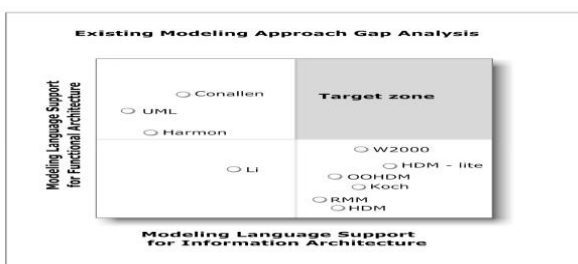 Existing Modeling Approach Gap Analysis
Modeling Language Support
for Functional Architecture
Conallen
Target zone
UML
Harmon
W2000
HDM - lite
Li
OOHDM
Koch
RMM
HDM
Modeling Language Support
for Information Architecture